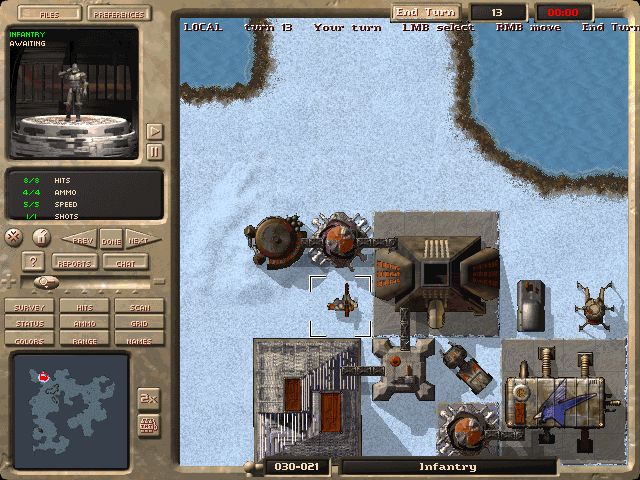 FILES PREFERENCES End Turn 13 00:00
LOCAL turn 13 Your turn LMB select RMB move End Turn
INFANTRY
AWAITING
8/8 HITS
4/4 AMMO
5/5 SPEED
1/1 SHOTS
PREV DONE NEXT
? REPORTS CHAT
SURVEY HITS SCAN
STATUS AMMO GRID
COLORS RANGE NAMES
2X
030-021 Infantry